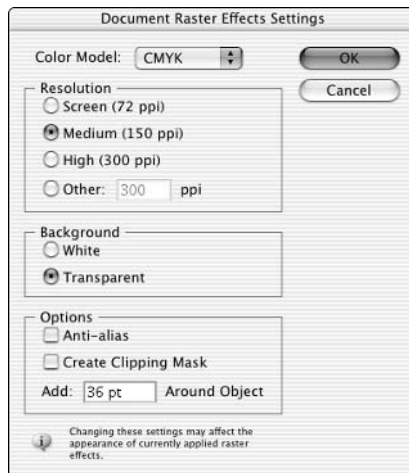 Document Raster Effects Settings
Color Model: CMYK
OK
Cancel
Resolution
Screen (72 ppi)
Medium (150 ppi)
High (300 ppi)
Other: 300 ppi
Background
White
Transparent
Options
Anti-alias
Create Clipping Mask
Add: 36 pt Around Object
Changing these settings may affect the
appearance of currently applied raster
effects.